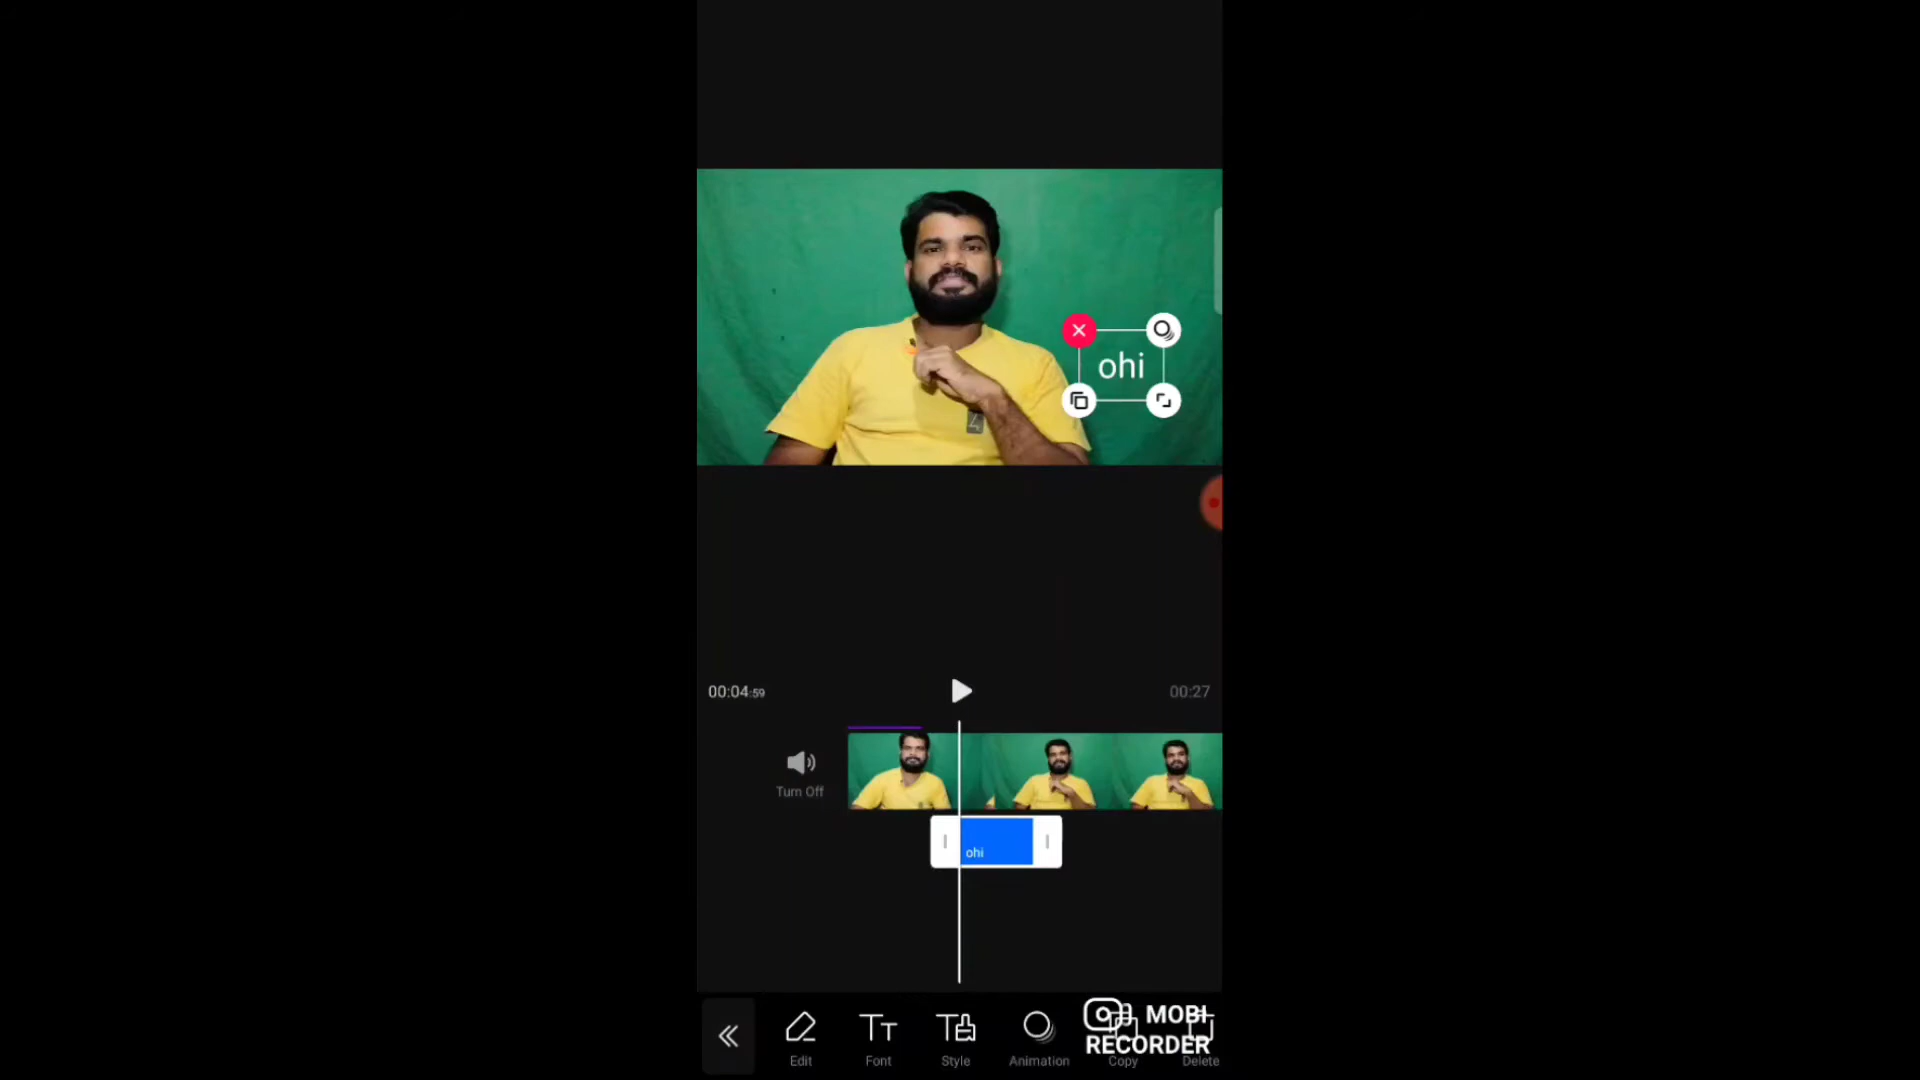 ohi
00:04:59
00:27
Turn Off
ohi
MOBI
RECORDER
Edit
Font
Style
Animation
Copy
Delete